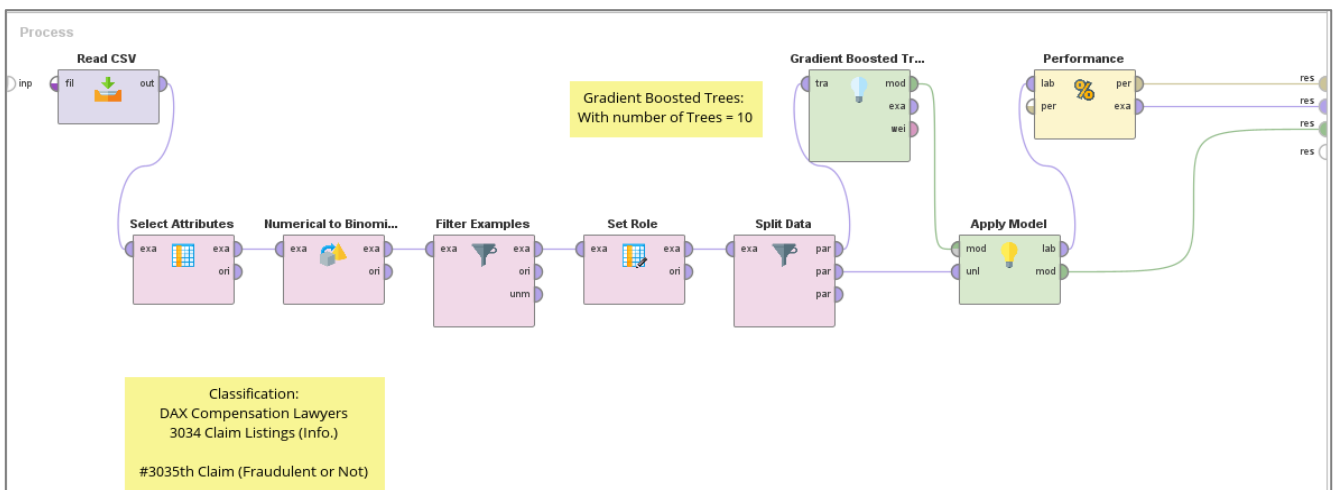 Process
Read CSV
inp
fil
out
Gradient Boosted Trees:
With number of Trees = 10
Gradient Boosted Tr...
tra
mod
exa
wei
Performance
lab
per
per
exa
res
res
res
res
Select Attributes
exa
exa
ori
Numerical to Binomi...
exa
exa
ori
Filter Examples
exa
exa
ori
unm
Set Role
exa
exa
ori
Split Data
exa
par
par
par
Apply Model
mod
lab
unl
mod
Classification:
DAX Compensation Lawyers
3034 Claim Listings (Info.)
#3035th Claim (Fraudulent or Not)